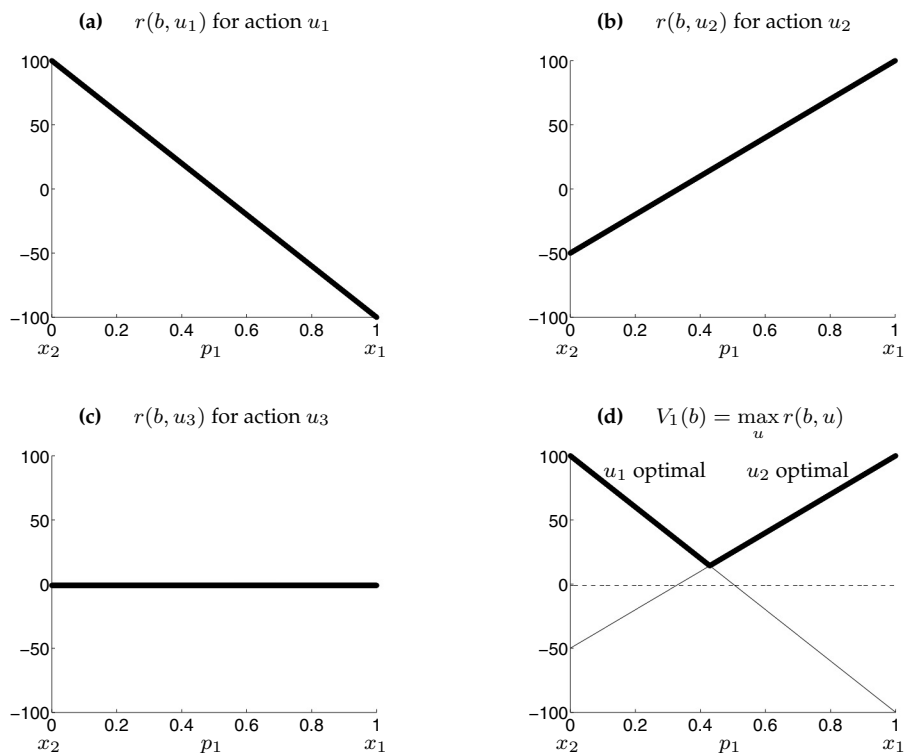 (a) r(b, u₁) for action u₁
100
50
0
−50
−100
0 0.2 0.4 0.6 0.8 1
x₂ p₁ x₁
(b) r(b, u₂) for action u₂
100
50
0
−50
−100
0 0.2 0.4 0.6 0.8 1
x₂ p₁ x₁
(c) r(b, u₃) for action u₃
100
50
0
−50
−100
0 0.2 0.4 0.6 0.8 1
x₂ p₁ x₁
(d) V₁(b) = max r(b, u)
u
u₁ optimal u₂ optimal
100
50
0
−50
−100
0 0.2 0.4 0.6 0.8 1
x₂ p₁ x₁